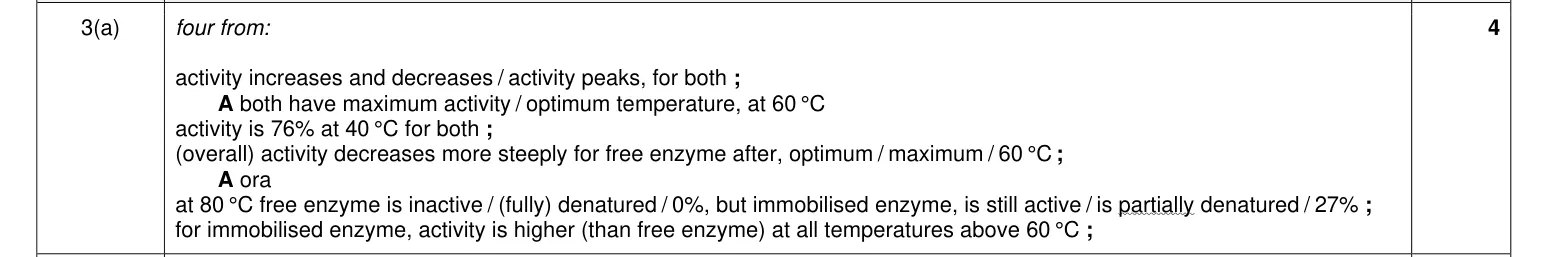 3(a) four from: 4
activity increases and decreases / activity peaks, for both ;
A both have maximum activity / optimum temperature, at 60 °C
activity is 76% at 40 °C for both ;
(overall) activity decreases more steeply for free enzyme after, optimum / maximum / 60 °C ;
A ora
at 80 °C free enzyme is inactive / (fully) denatured / 0%, but immobilised enzyme, is still active / is partially denatured / 27% ;
for immobilised enzyme, activity is higher (than free enzyme) at all temperatures above 60 °C ;